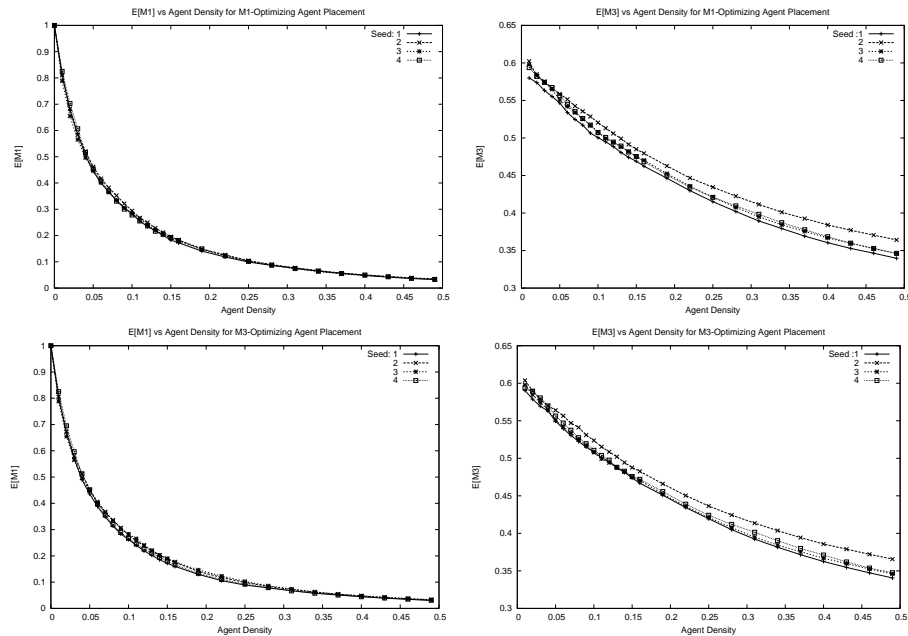 E[M1] vs Agent Density for M1-Optimizing Agent Placement
Seed: 1
2
3
4
1
0.9
0.8
0.7
0.6
0.5
0.4
0.3
0.2
0.1
0
E[M1]
0 0.05 0.1 0.15 0.2 0.25 0.3 0.35 0.4 0.45 0.5
Agent Density
E[M3] vs Agent Density for M1-Optimizing Agent Placement
Seed :1
2
3
4
0.65
0.6
0.55
0.5
0.45
0.4
0.35
0.3
E[M3]
0 0.05 0.1 0.15 0.2 0.25 0.3 0.35 0.4 0.45 0.5
Agent Density
E[M1] vs Agent Density for M3-Optimizing Agent Placement
Seed: 1
2
3
4
1
0.9
0.8
0.7
0.6
0.5
0.4
0.3
0.2
0.1
0
E[M1]
0 0.05 0.1 0.15 0.2 0.25 0.3 0.35 0.4 0.45 0.5
Agent Density
E[M3] vs Agent Density for M3-Optimizing Agent Placement
Seed :1
2
3
4
0.65
0.6
0.55
0.5
0.45
0.4
0.35
0.3
E[M3]
0 0.05 0.1 0.15 0.2 0.25 0.3 0.35 0.4 0.45 0.5
Agent Density